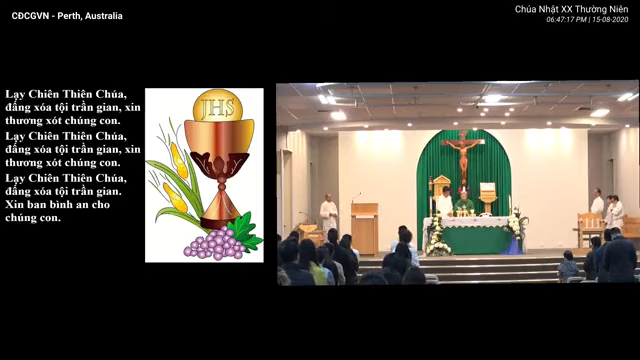 CĐCGVN - Perth, Australia
Chúa Nhật XX Thường Niên
06:47:17 PM | 15-08-2020
Lạy Chiên Thiên Chúa,
đấng xóa tội trần gian, xin
thương xót chúng con.
Lạy Chiên Thiên Chúa,
đấng xóa tội trần gian, xin
thương xót chúng con.
Lạy Chiên Thiên Chúa,
đấng xóa tội trần gian.
Xin ban bình an cho
chúng con.
JHS